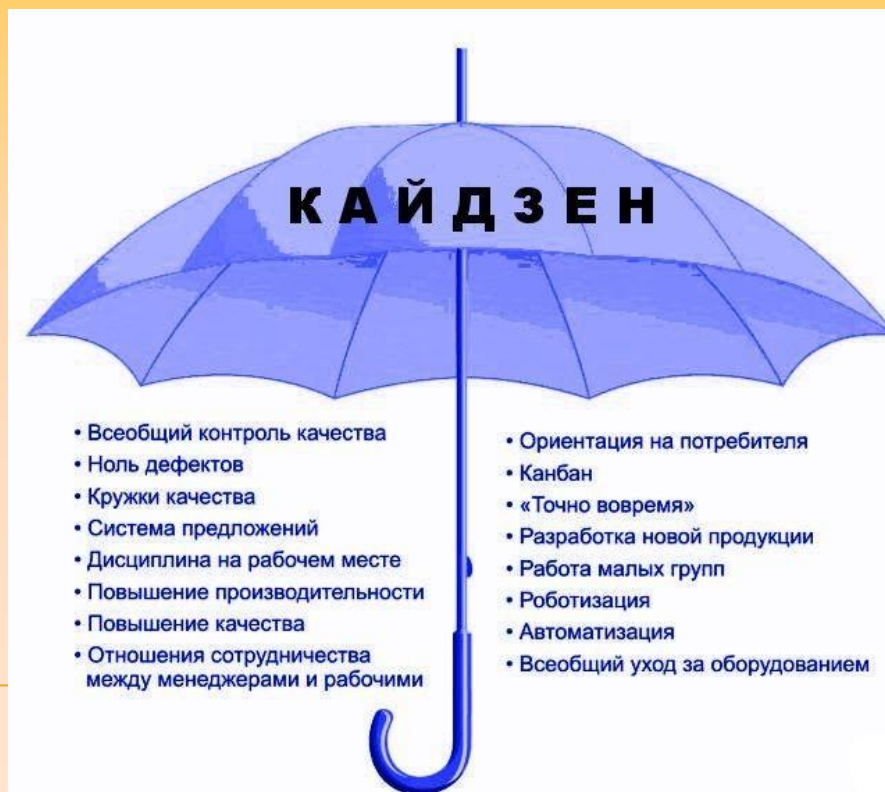 КАЙДЗЕН
• Всеобщий контроль качества
• Ноль дефектов
• Кружки качества
• Система предложений
• Дисциплина на рабочем месте
• Повышение производительности
• Повышение качества
• Отношения сотрудничества
между менеджерами и рабочими
• Ориентация на потребителя
• Канбан
• «Точно вовремя»
• Разработка новой продукции
• Работа малых групп
• Роботизация
• Автоматизация
• Всеобщий уход за оборудованием